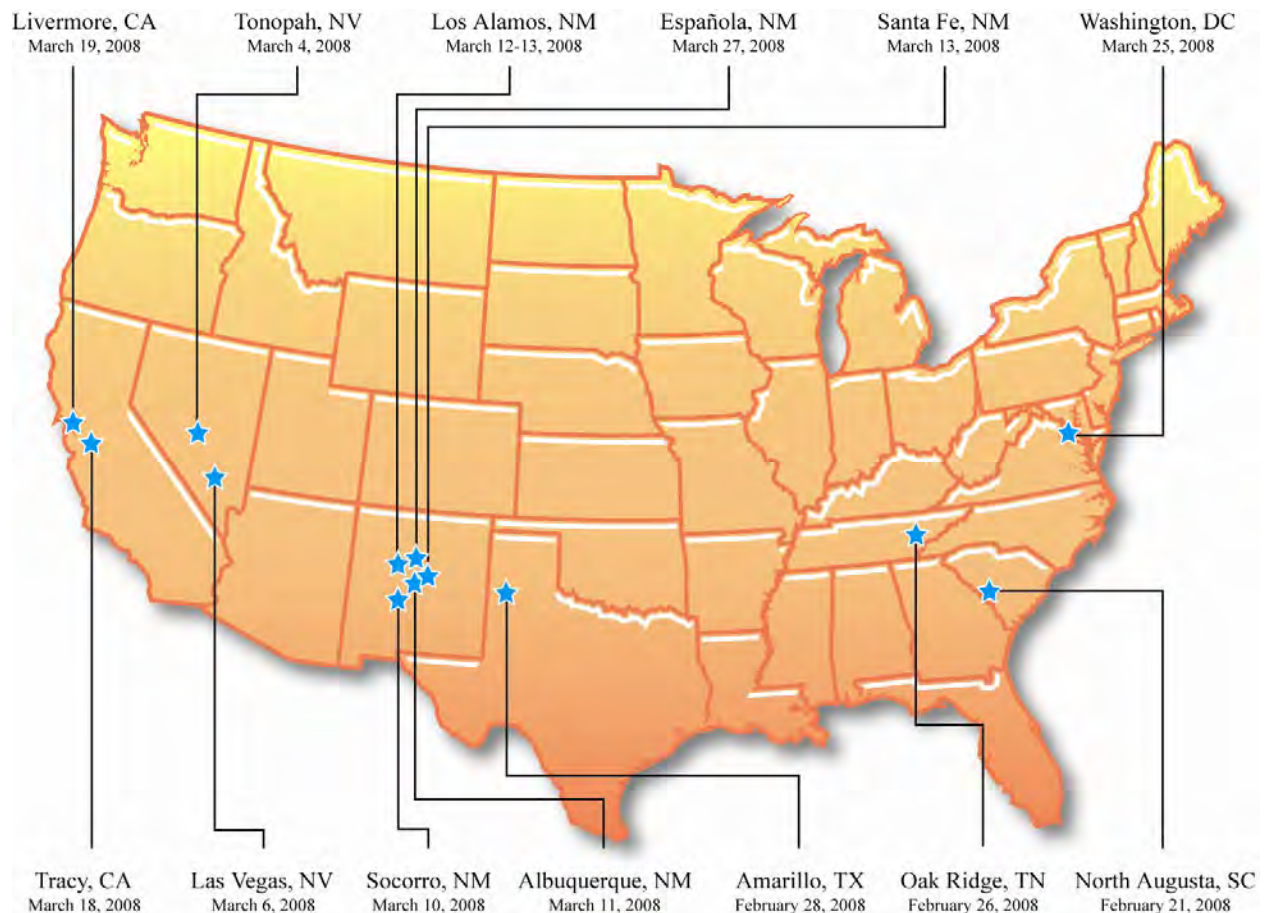 Livermore, CA
March 19, 2008
Tonopah, NV
March 4, 2008
Los Alamos, NM
March 12-13, 2008
Española, NM
March 27, 2008
Santa Fe, NM
March 13, 2008
Washington, DC
March 25, 2008
Tracy, CA
March 18, 2008
Las Vegas, NV
March 6, 2008
Socorro, NM
March 10, 2008
Albuquerque, NM
March 11, 2008
Amarillo, TX
February 28, 2008
Oak Ridge, TN
February 26, 2008
North Augusta, SC
February 21, 2008